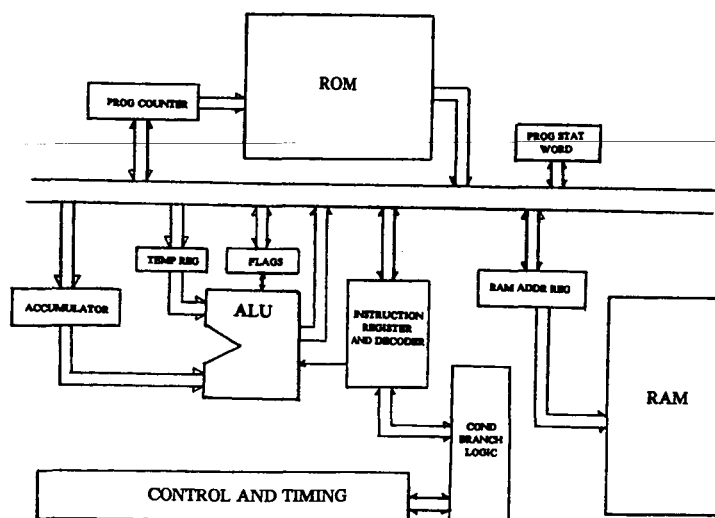 ROM
PROG COUNTER
PROG STAT
WORD
TEMP REG
FLAGS
RAM ADDR REG
ACCUMULATOR
ALU
INSTRUCTION
REGISTER
AND DECODER
RAM
COND
BRANCH
LOGIC
CONTROL AND TIMING